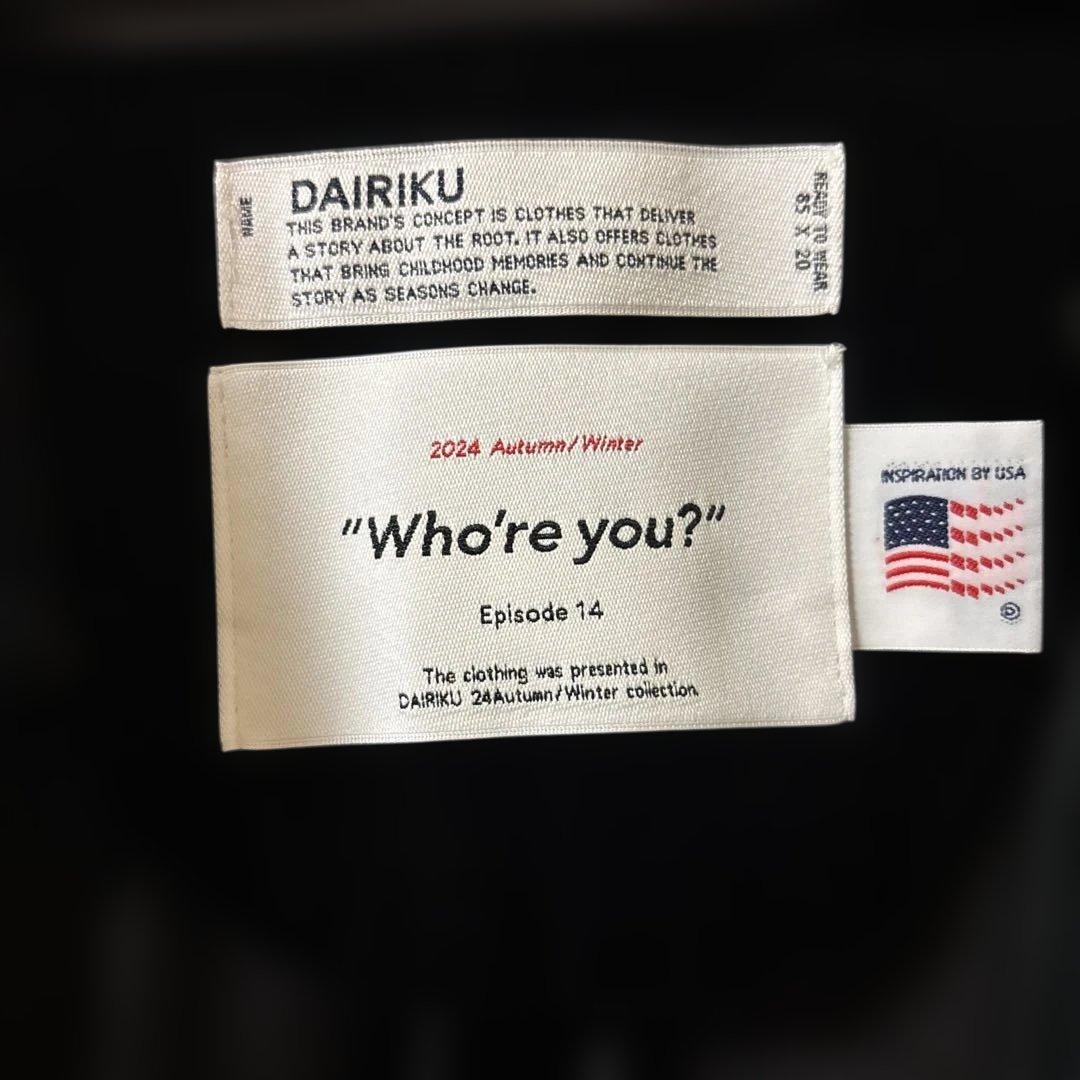 NAME
DAIRIKU
THIS BRAND'S CONCEPT IS CLOTHES THAT DELIVER
A STORY ABOUT THE ROOT. IT ALSO OFFERS CLOTHES
THAT BRING CHILDHOOD MEMORIES AND CONTINUE THE
STORY AS SEASONS CHANGE.
READY TO WEAR
85 X 20
2024 Autumn/Winter
"Who're you?"
Episode 14
The clothing was presented in
DAIRIKU 24Autumn/Winter collection
INSPIRATION BY USA